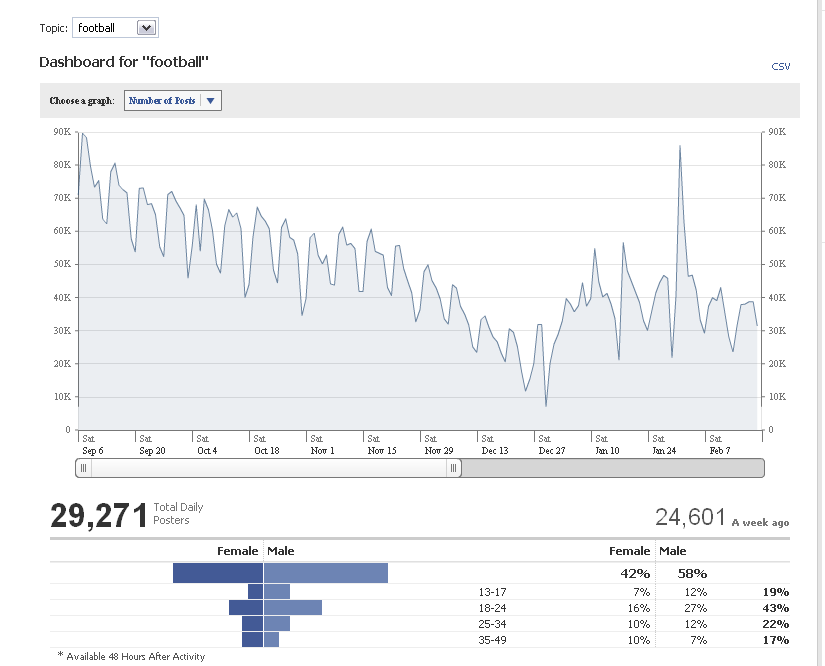 Topic: football
Dashboard for "football"
CSV
Choose a graph: Number of Posts
90K 90K
80K 80K
70K 70K
60K 60K
50K 50K
40K 40K
30K 30K
20K 20K
10K 10K
0 0
Sat Sat Sat Sat Sat Sat Sat Sat Sat Sat Sat Sat
Sep 6 Sep 20 Oct 4 Oct 18 Nov 1 Nov 15 Nov 29 Dec 13 Dec 27 Jan 10 Jan 24 Feb 7
29,271 Total Daily Posters
24,601 A week ago
Female Male Female Male
42% 58%
13-17 7% 12% 19%
18-24 16% 27% 43%
25-34 10% 12% 22%
35-49 10% 7% 17%
* Available 48 Hours After Activity